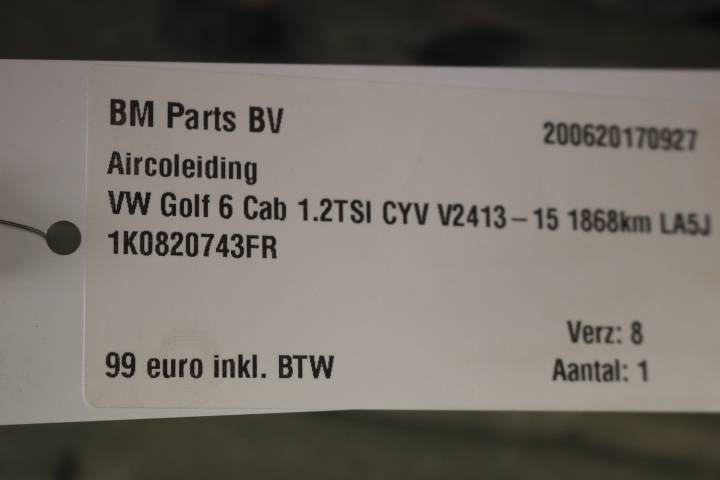 BM Parts BV
200620170927
Aircoleiding
VW Golf 6 Cab 1.2TSI CYV V2413-15 1868km LA5J
1K0820743FR
Verz: 8
99 euro inkl. BTW
Aantal: 1